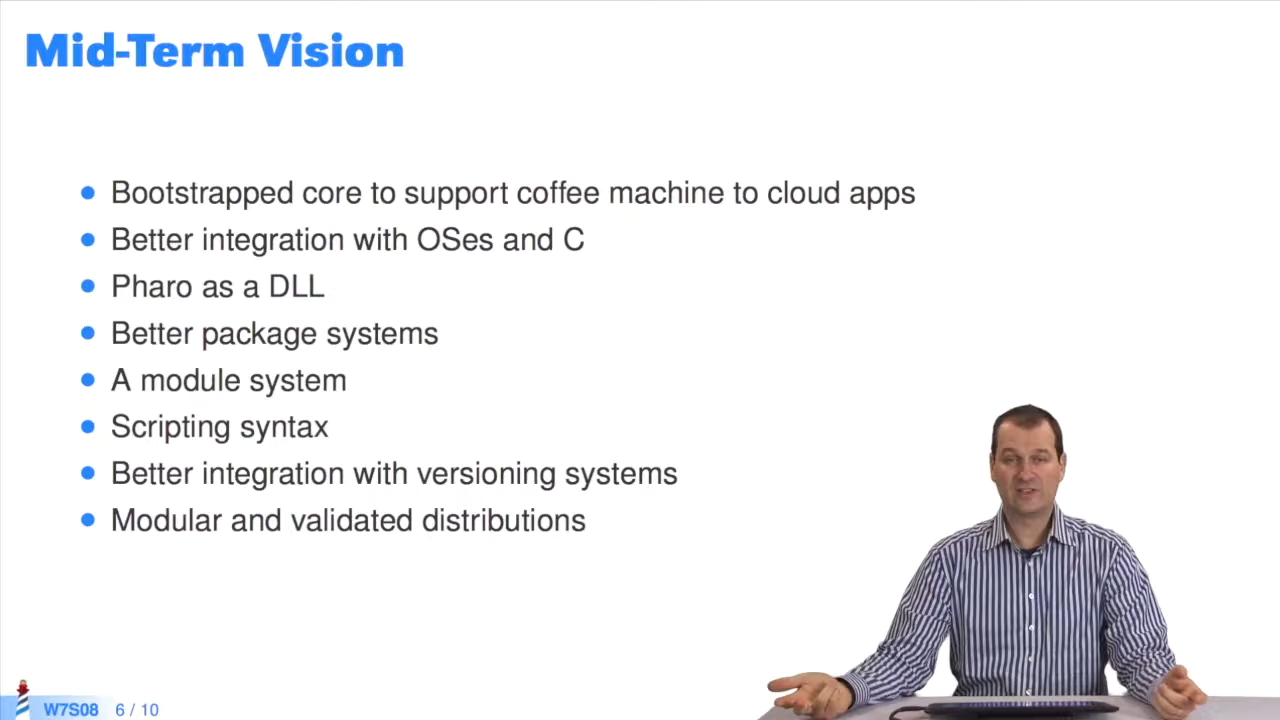 Mid-Term Vision
Bootstrapped core to support coffee machine to cloud apps
Better integration with OSes and C
Pharo as a DLL
Better package systems
A module system
Scripting syntax
Better integration with versioning systems
Modular and validated distributions
W7S08 6 / 10